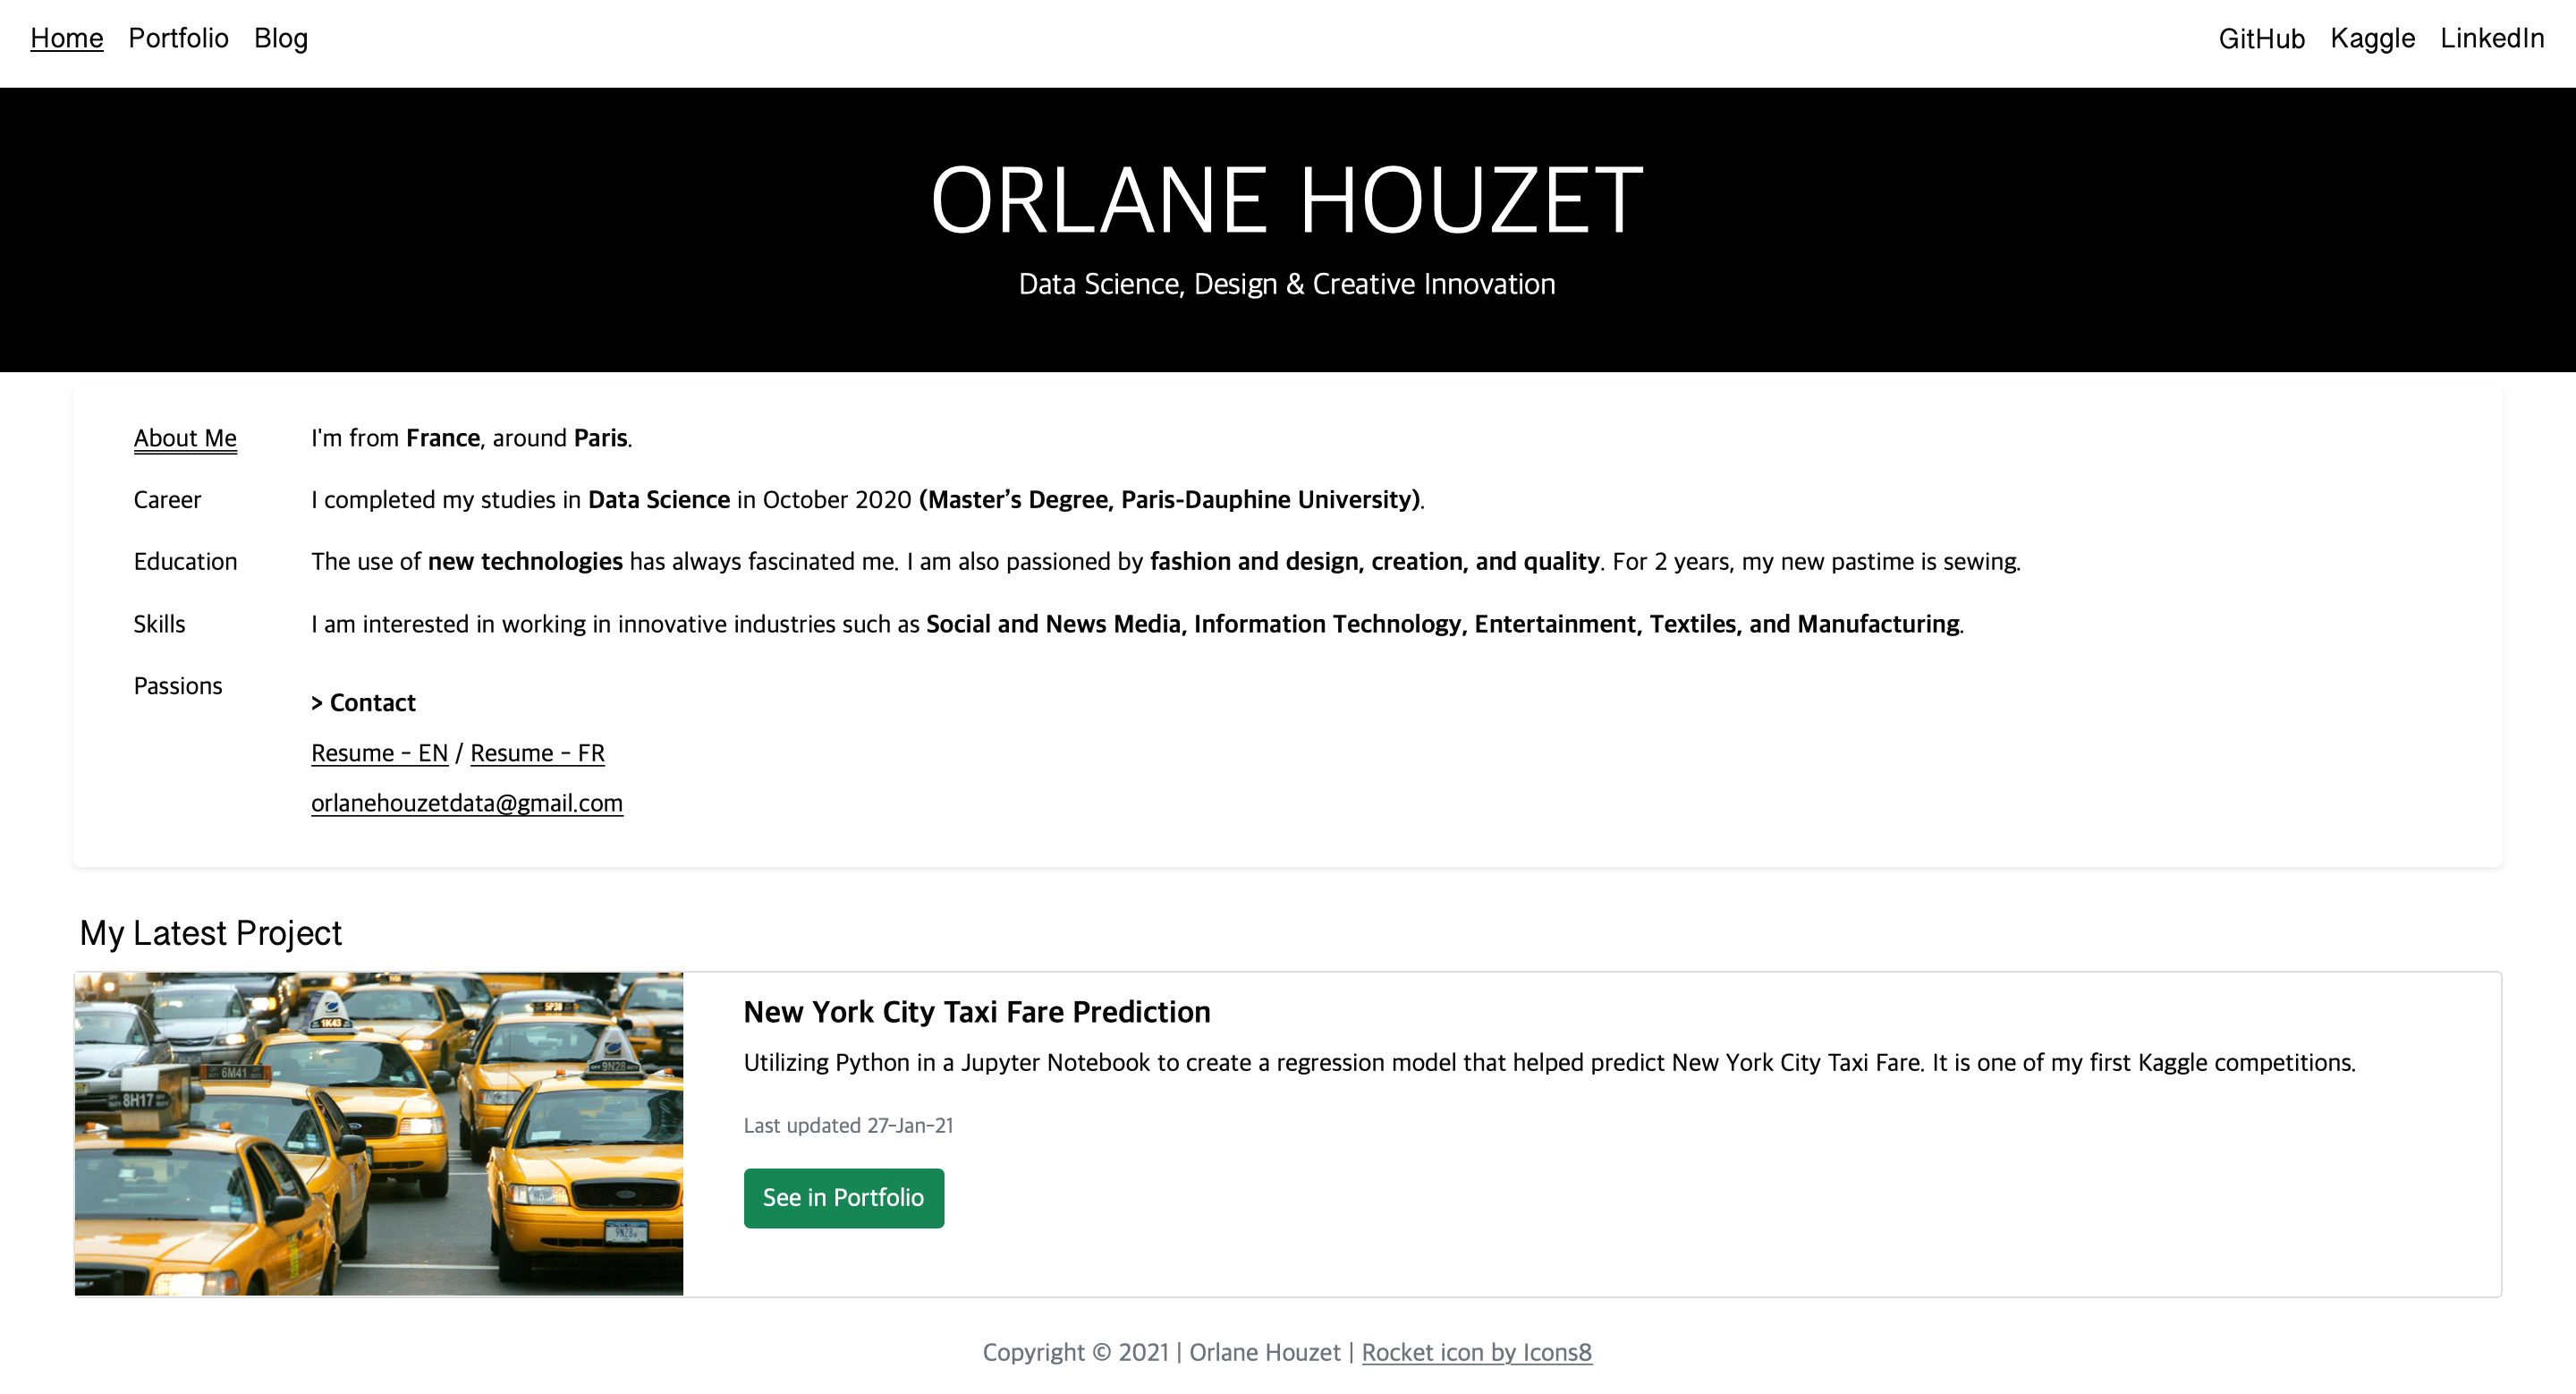 Home Portfolio Blog GitHub Kaggle LinkedIn
ORLANE HOUZET
Data Science, Design & Creative Innovation
About Me
Career
Education
Skills
Passions
I'm from France, around Paris.
I completed my studies in Data Science in October 2020 (Master’s Degree, Paris-Dauphine University).
The use of new technologies has always fascinated me. I am also passioned by fashion and design, creation, and quality. For 2 years, my new pastime is sewing.
I am interested in working in innovative industries such as Social and News Media, Information Technology, Entertainment, Textiles, and Manufacturing.
> Contact
Resume - EN / Resume - FR
orlanehouzetdata@gmail.com
My Latest Project
1K43
6M41
8H17
9N28
New York City Taxi Fare Prediction
Utilizing Python in a Jupyter Notebook to create a regression model that helped predict New York City Taxi Fare. It is one of my first Kaggle competitions.
Last updated 27-Jan-21
See in Portfolio
Copyright © 2021 | Orlane Houzet | Rocket icon by Icons8